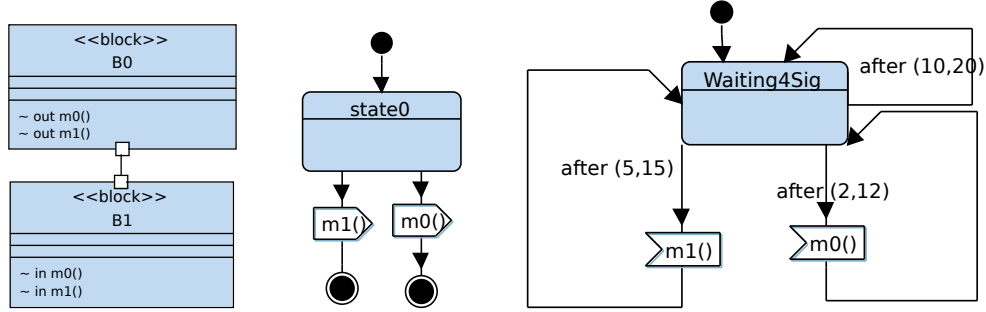 <<block>>
B0
~ out m0()
~ out m1()
<<block>>
B1
~ in m0()
~ in m1()
state0
m1()
m0()
Waiting4Sig
after (10,20)
after (5,15)
after (2,12)
m1()
m0()